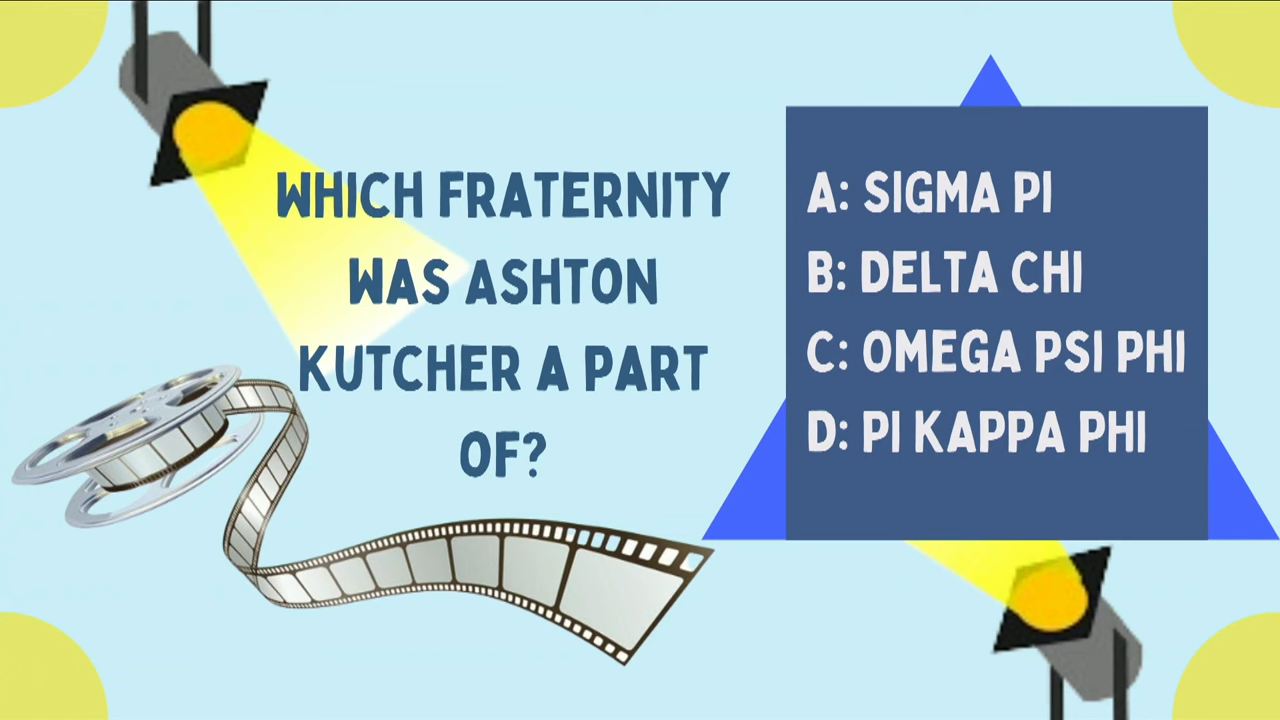 WHICH FRATERNITY
WAS ASHTON
KUTCHER A PART
OF?
A: SIGMA PI
B: DELTA CHI
C: OMEGA PSI PHI
D: PI KAPPA PHI